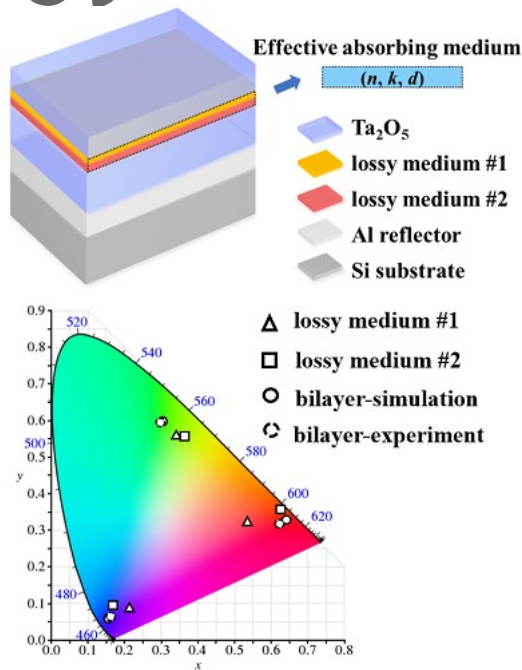 Effective absorbing medium
(n, k, d)
Ta₂O₅
lossy medium #1
lossy medium #2
Al reflector
Si substrate
lossy medium #1
lossy medium #2
bilayer-simulation
bilayer-experiment
0.9
0.8
0.7
0.6
0.5
0.4
0.3
0.2
0.1
0.0
y
0.0 0.1 0.2 0.3 0.4 0.5 0.6 0.7 0.8
x
520
540
560
500
580
600
620
480
460